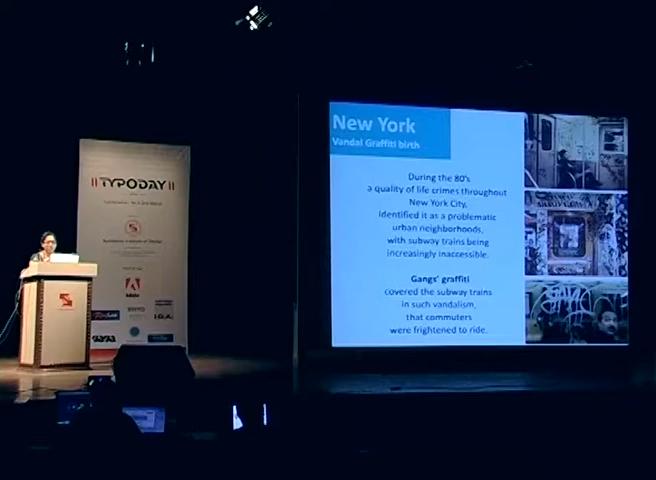 TYPODAY
Adobe
New York
Vandal Graffiti birth
During the 80's
a quality of life crimes throughout
New York City,
Identified it as a problematic
urban neighborhoods,
with subway trains being
increasingly inaccessible.
Gangs' graffiti
covered the subway trains
in such vandalism,
that commuters
were frightened to ride.